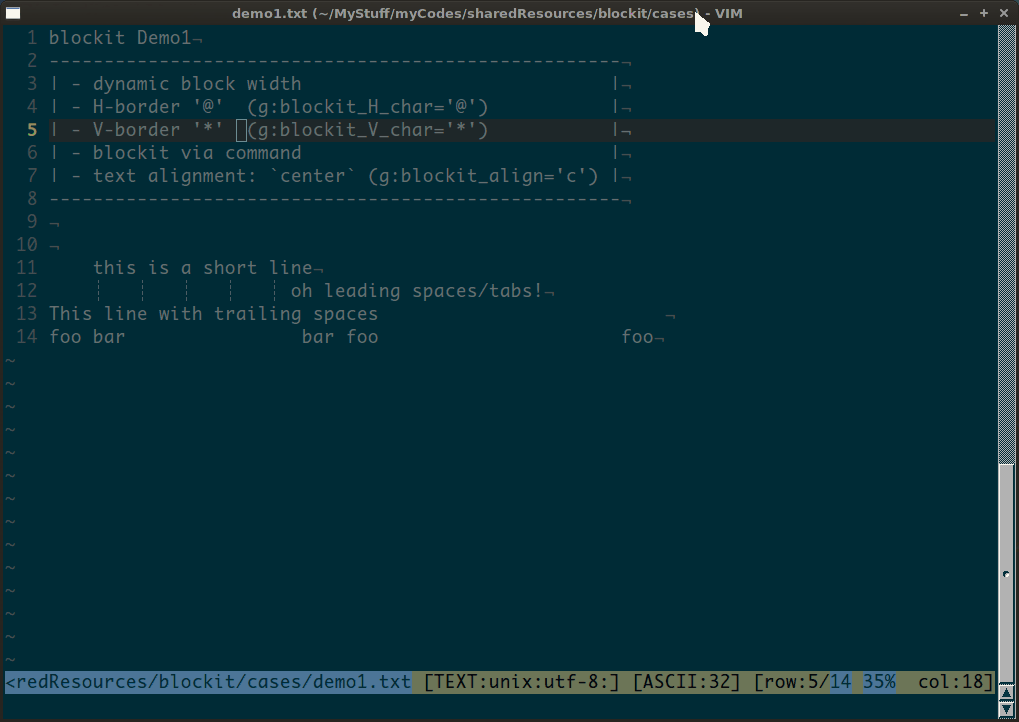 demo1.txt (~/MyStuff/myCodes/sharedResources/blockit/cases) - VIM
1 blockit Demo1¬
2 ----------------------------------------------------¬
3 | - dynamic block width                            |¬
4 | - H-border '@'  (g:blockit_H_char='@')           |¬
5 | - V-border '*'  (g:blockit_V_char='*')           |¬
6 | - blockit via command                            |¬
7 | - text alignment: `center` (g:blockit_align='c') |¬
8 ----------------------------------------------------¬
9 ¬
10 ¬
11     this is a short line¬
12     ¦   ¦   ¦   ¦   ¦ oh leading spaces/tabs!¬
13 This line with trailing spaces                          ¬
14 foo bar                bar foo                      foo¬
~
~
~
~
~
~
~
~
~
~
~
~
~
~
<redResources/blockit/cases/demo1.txt [TEXT:unix:utf-8:] [ASCII:32] [row:5/14 35%  col:18]